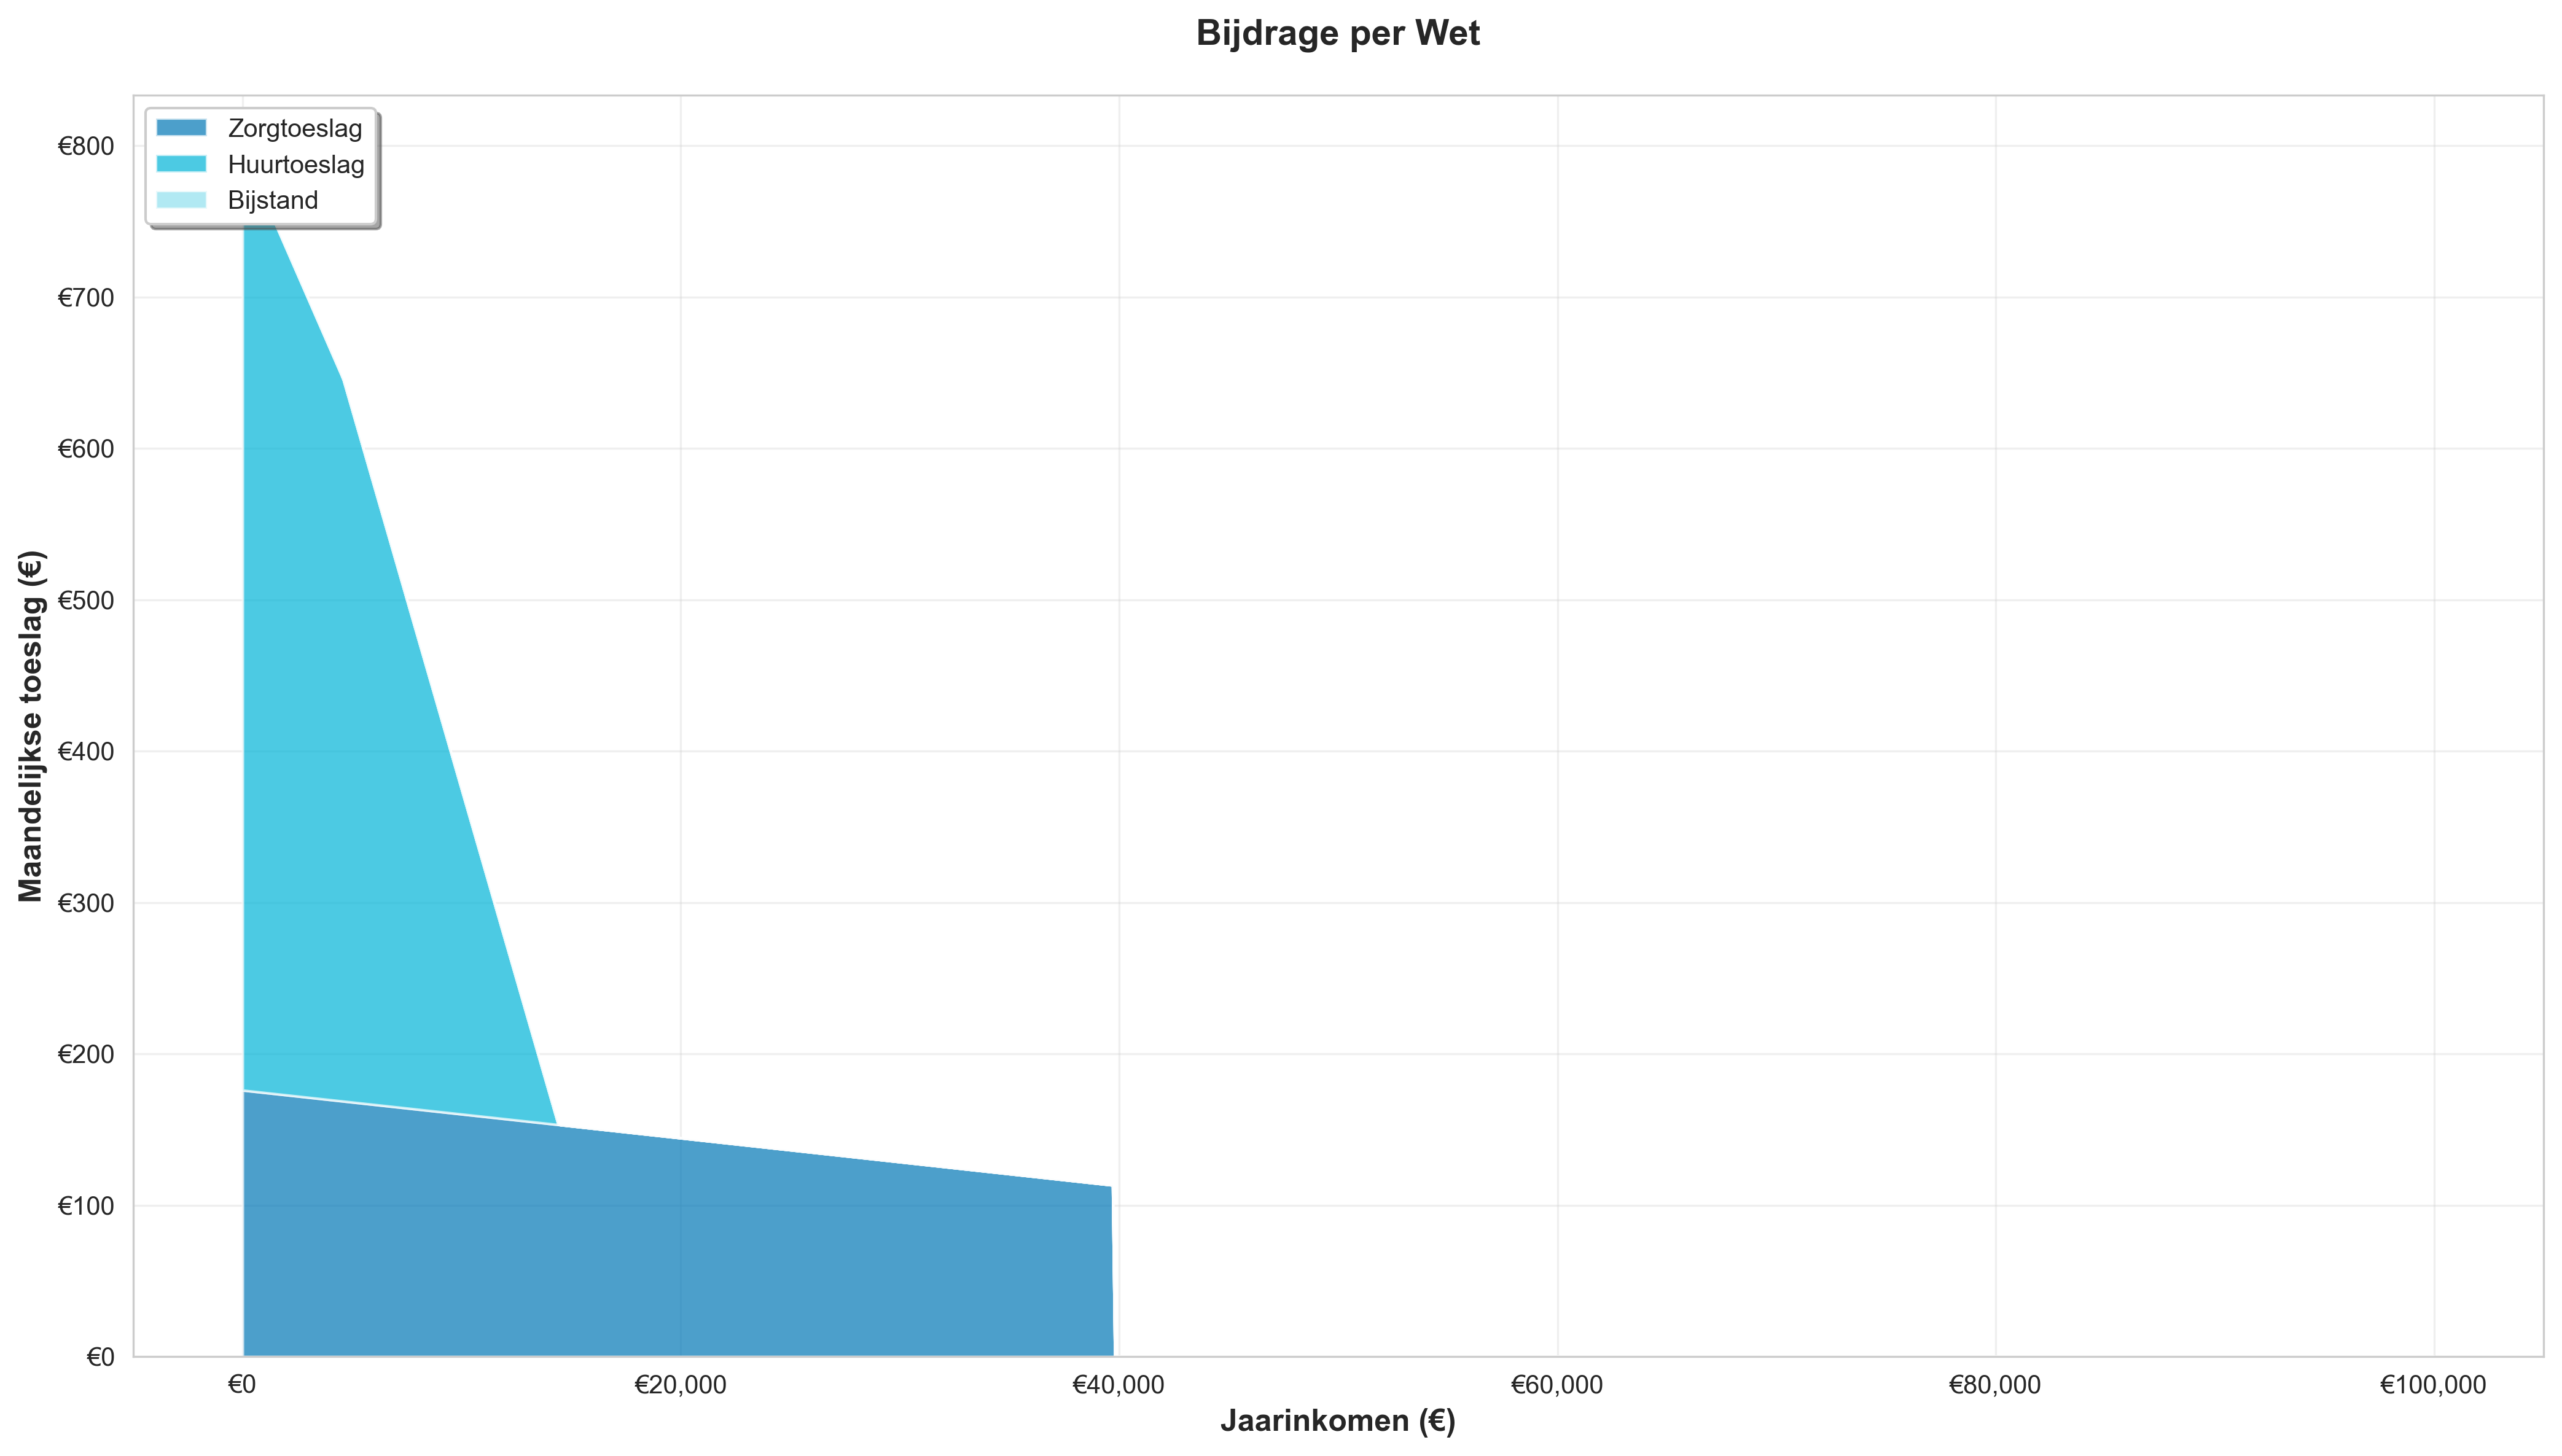 Bijdrage per Wet
Zorgtoeslag
Huurtoeslag
Bijstand
€800
€700
€600
€500
€400
€300
€200
€100
€0
Maandelijkse toeslag (€)
€0
€20,000
€40,000
€60,000
€80,000
€100,000
Jaarinkomen (€)